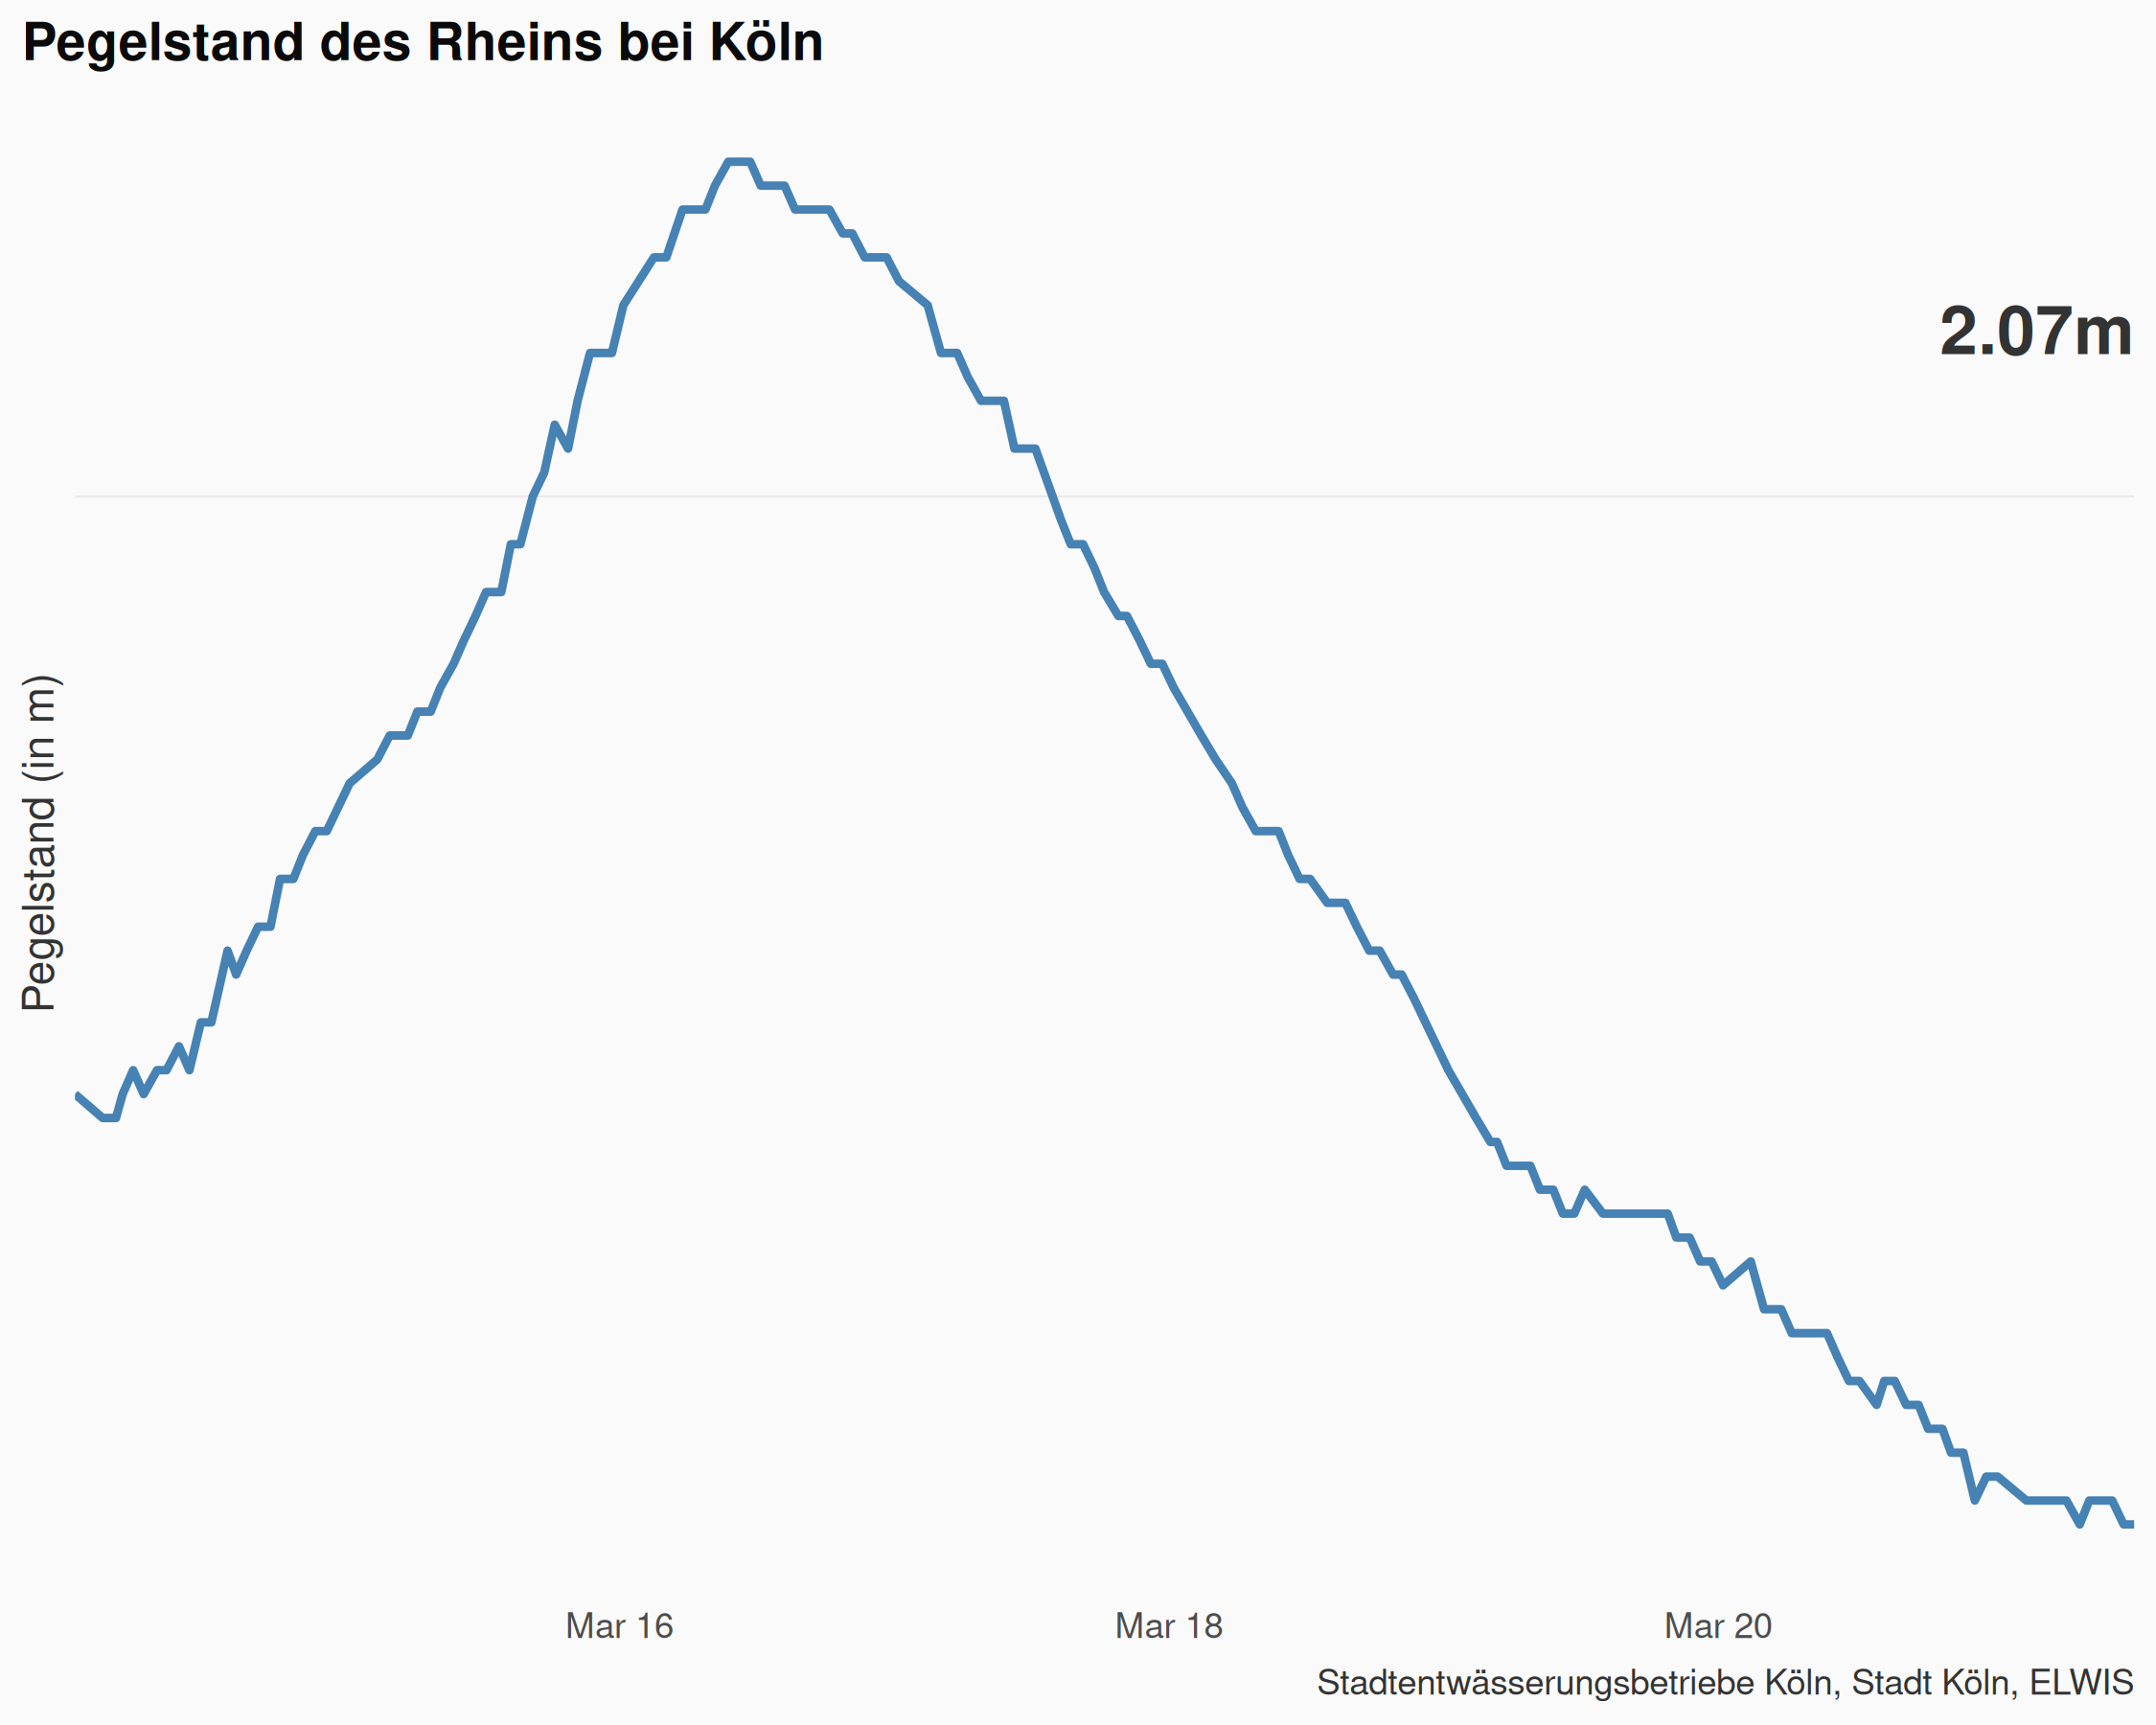 Pegelstand des Rheins bei Köln
2.07m
Pegelstand (in m)
Mar 16
Mar 18
Mar 20
Stadtentwässerungsbetriebe Köln, Stadt Köln, ELWIS